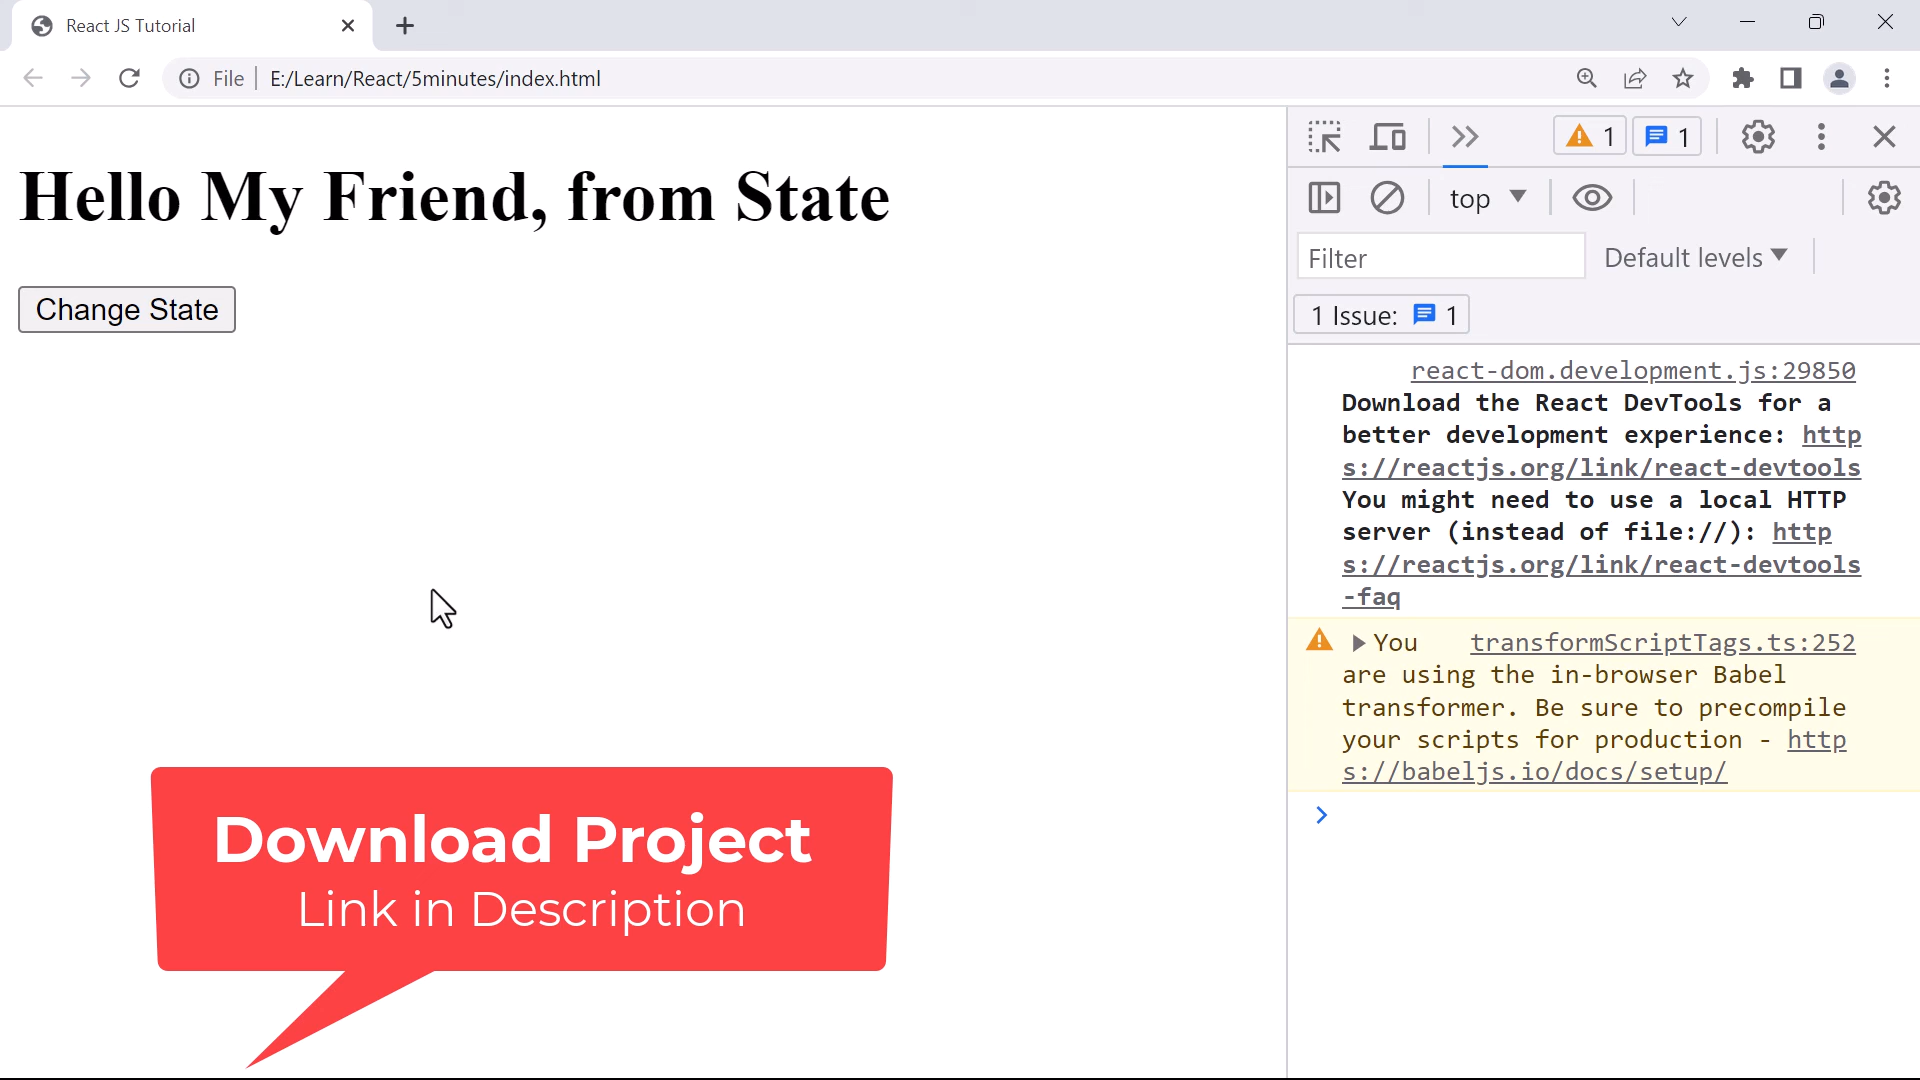 React JS Tutorial
File
E:/Learn/React/5minutes/index.html
Hello My Friend, from State
Change State
Download Project
Link in Description
1
1
top
Filter
Default levels
1 Issue:
1
react-dom.development.js:29850
Download the React DevTools for a
better development experience: http
s://reactjs.org/link/react-devtools
You might need to use a local HTTP
server (instead of file://): http
s://reactjs.org/link/react-devtools
-faq
You transformScriptTags.ts:252
are using the in-browser Babel
transformer. Be sure to precompile
your scripts for production - http
s://babeljs.io/docs/setup/